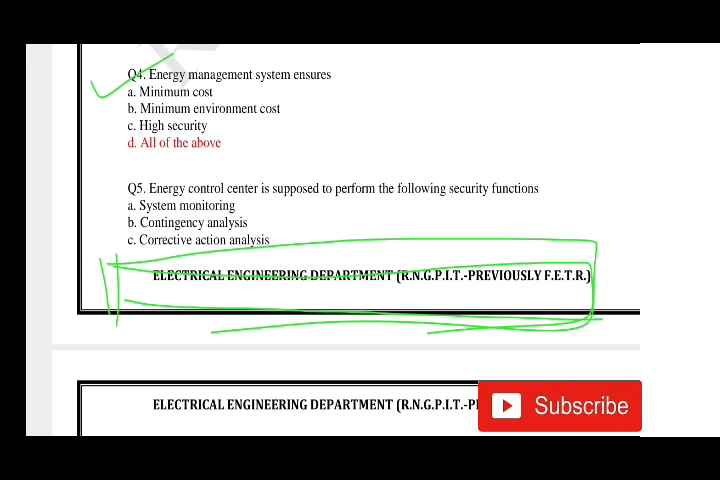 Q4. Energy management system ensures
a. Minimum cost
b. Minimum environment cost
c. High security
d. All of the above
Q5. Energy control center is supposed to perform the following security functions
a. System monitoring
b. Contingency analysis
c. Corrective action analysis
ELECTRICAL ENGINEERING DEPARTMENT (R.N.G.P.I.T.-PREVIOUSLY F.E.T.R.)
ELECTRICAL ENGINEERING DEPARTMENT (R.N.G.P.I.T.-
Subscribe